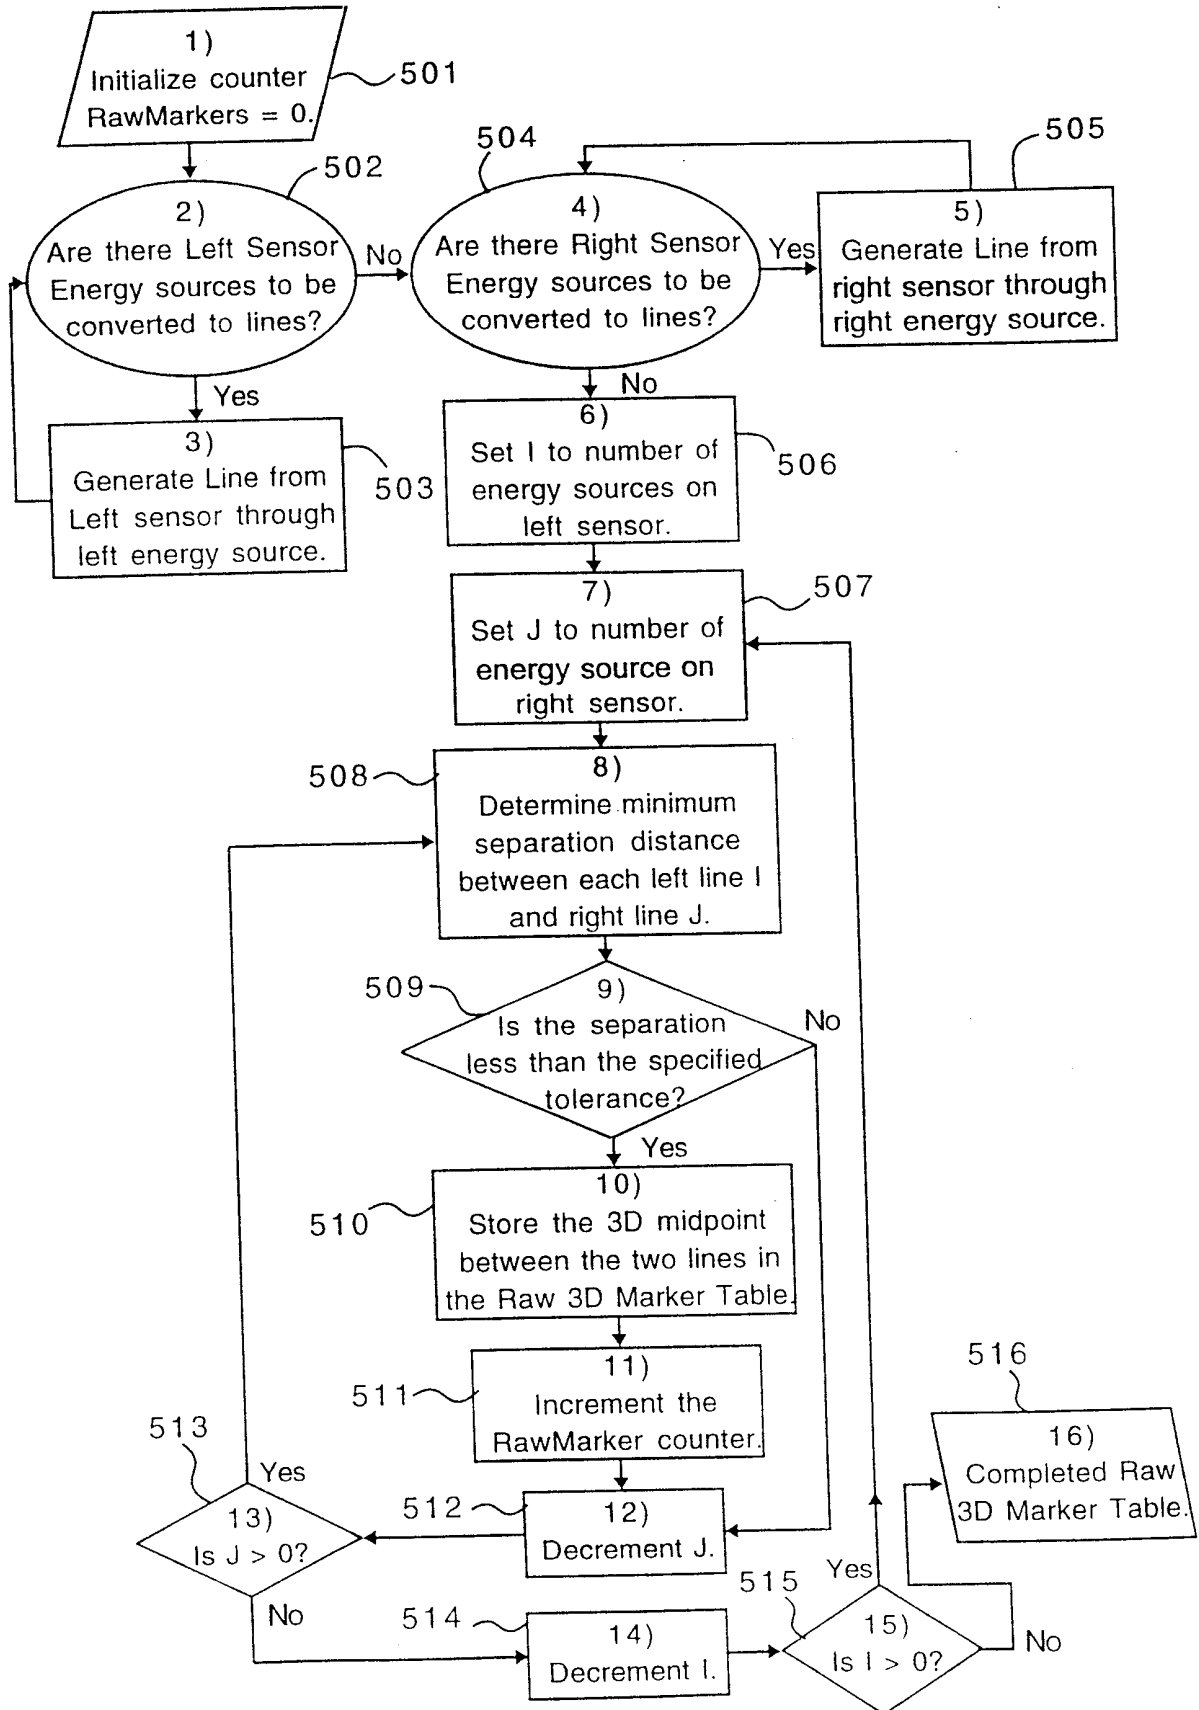 1)
Initialize counter
RawMarkers = 0.
501
502
2)
Are there Left Sensor
Energy sources to be
converted to lines?
No
Yes
3)
Generate Line from
Left sensor through
left energy source.
503
504
4)
Are there Right Sensor
Energy sources to be
converted to lines?
Yes
No
505
5)
Generate Line from
right sensor through
right energy source.
6)
Set I to number of
energy sources on
left sensor.
506
7)
Set J to number of
energy source on
right sensor.
507
508
8)
Determine minimum
separation distance
between each left line I
and right line J.
509
9)
Is the separation
less than the specified
tolerance?
No
Yes
510
10)
Store the 3D midpoint
between the two lines in
the Raw 3D Marker Table.
511
11)
Increment the
RawMarker counter.
512
12)
Decrement J.
513
13)
Is J > 0?
Yes
No
514
14)
Decrement I.
515
15)
Is I > 0?
Yes
No
516
16)
Completed Raw
3D Marker Table.